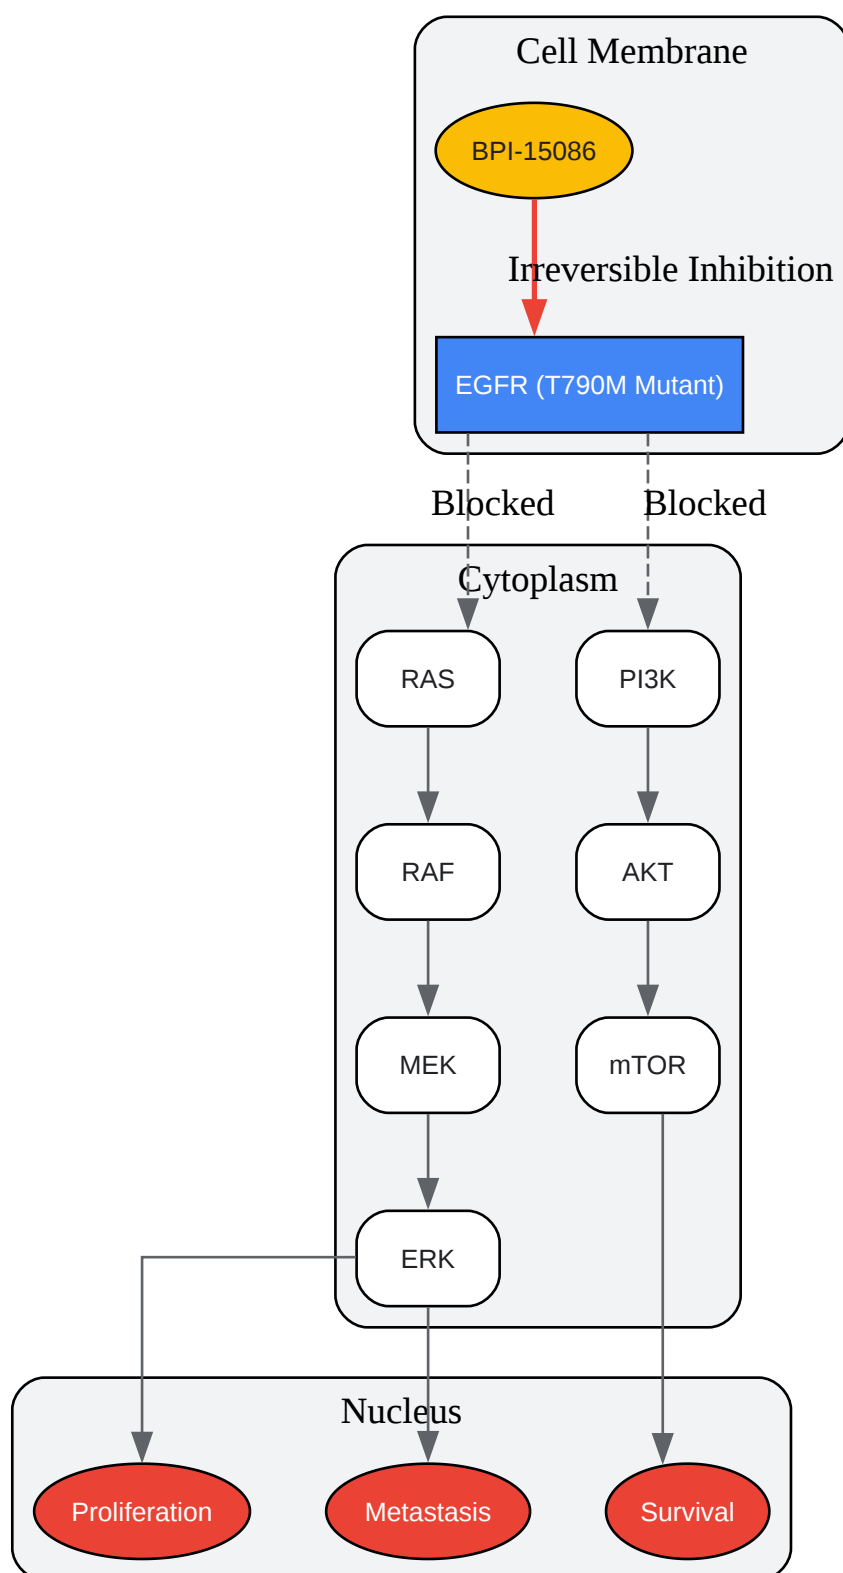 Cell Membrane
BPI-15086
Irreversible Inhibition
EGFR (T790M Mutant)
Blocked
Blocked
Cytoplasm
RAS
PI3K
RAF
AKT
MEK
mTOR
ERK
Nucleus
Proliferation
Metastasis
Survival